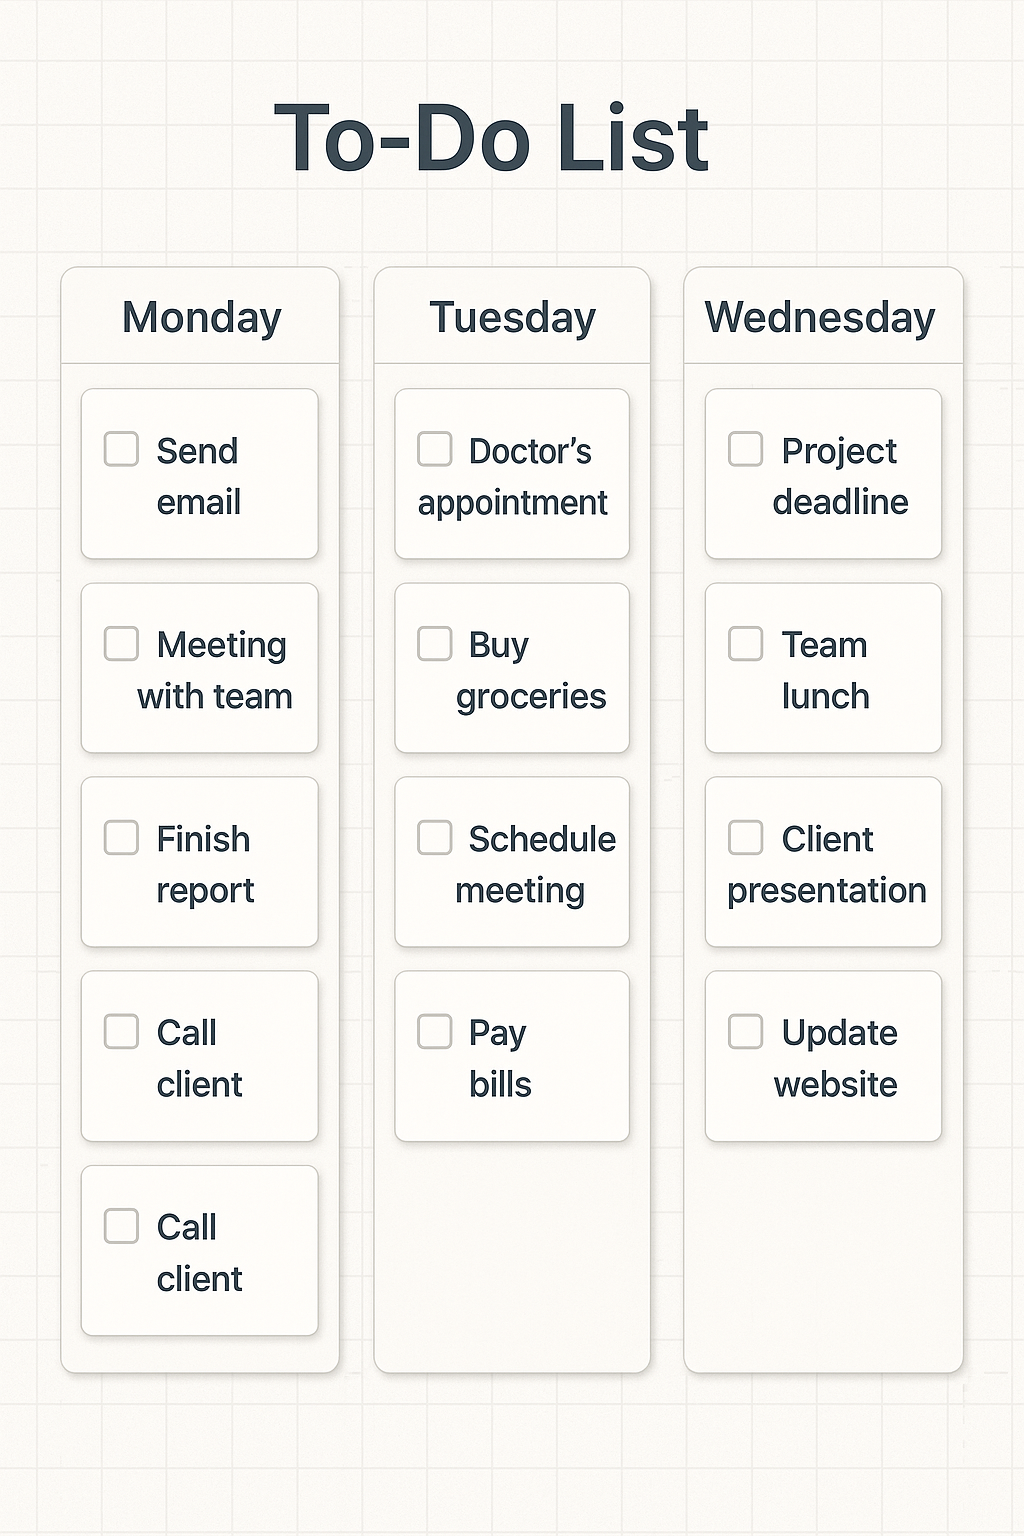 To-Do List
Monday
Send
email
Meeting
with team
Finish
report
Call
client
Call
client
Tuesday
Doctor’s
appointment
Buy
groceries
Schedule
meeting
Pay
bills
Wednesday
Project
deadline
Team
lunch
Client
presentation
Update
website